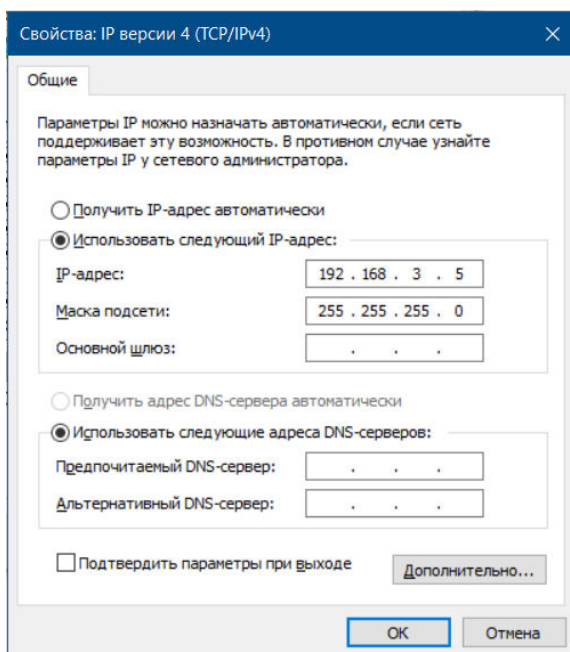 Свойства: IP версии 4 (TCP/IPv4)
Общие
Параметры IP можно назначать автоматически, если сеть
поддерживает эту возможность. В противном случае узнайте
параметры IP у сетевого администратора.
Получить IP-адрес автоматически
Использовать следующий IP-адрес:
IP-адрес: 192 . 168 . 3 . 5
Маска подсети: 255 . 255 . 255 . 0
Основной шлюз: . . .
Получить адрес DNS-сервера автоматически
Использовать следующие адреса DNS-серверов:
Предпочитаемый DNS-сервер: . . .
Альтернативный DNS-сервер: . . .
Подтвердить параметры при выходе Дополнительно...
ОК Отмена